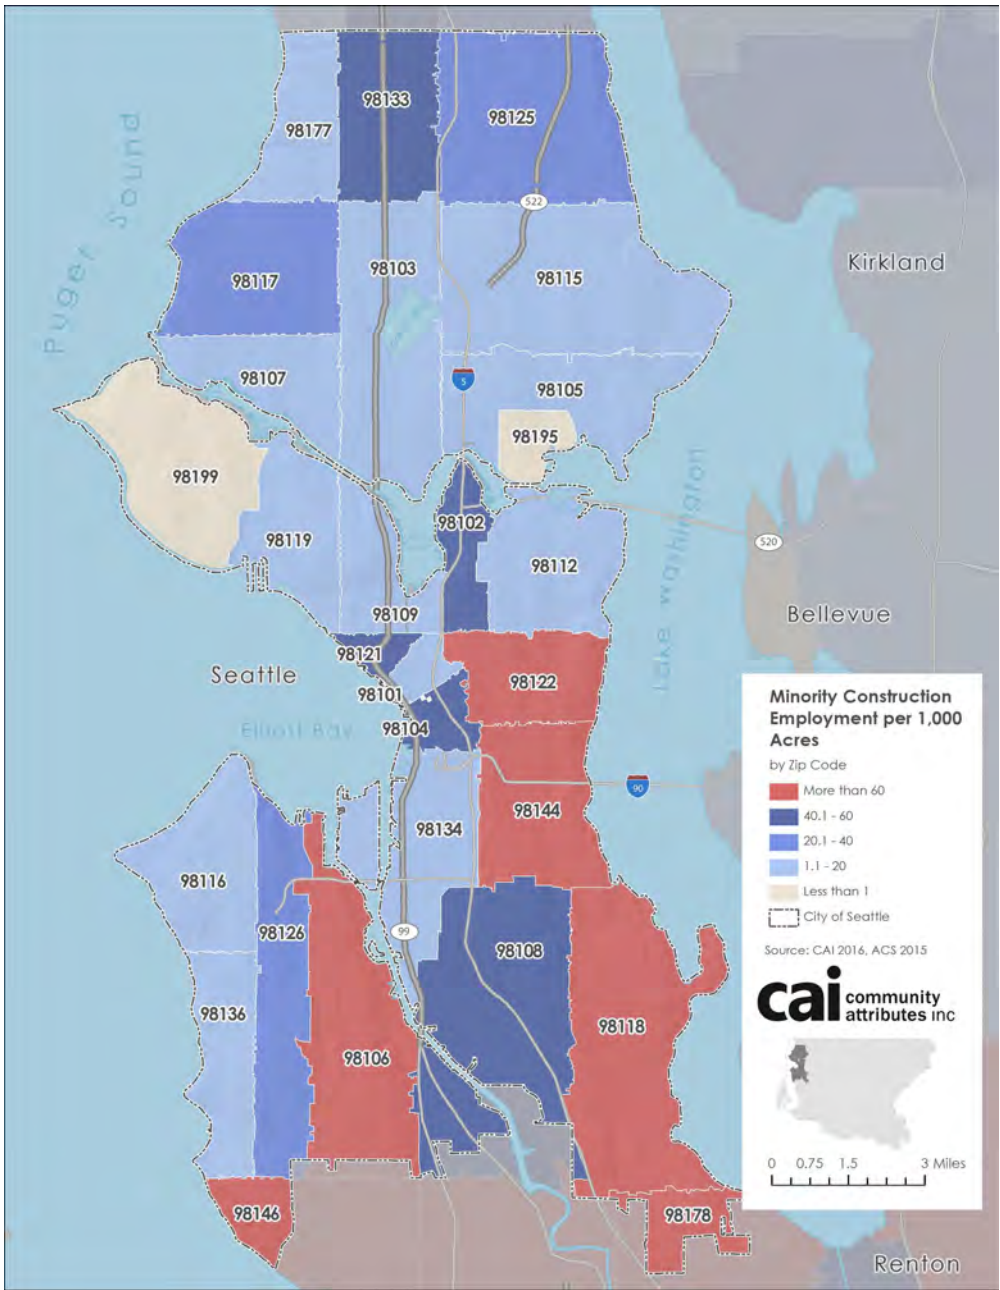 98133
98177
98125
Puget Sound
522
98117
98103
98115
Kirkland
98107
5
98105
98195
98199
98102
98119
98112
520
Lake Washington
98109
Bellevue
98121
Seattle
98122
98101
98104
Elliott Bay
90
98144
98134
98116
98126
99
98108
98136
98118
98106
98146
98178
Renton
Minority Construction
Employment per 1,000
Acres
by Zip Code
More than 60
40.1 - 60
20.1 - 40
1.1 - 20
Less than 1
City of Seattle
Source: CAI 2016, ACS 2015
cai community
attributes inc
0 0.75 1.5 3 Miles